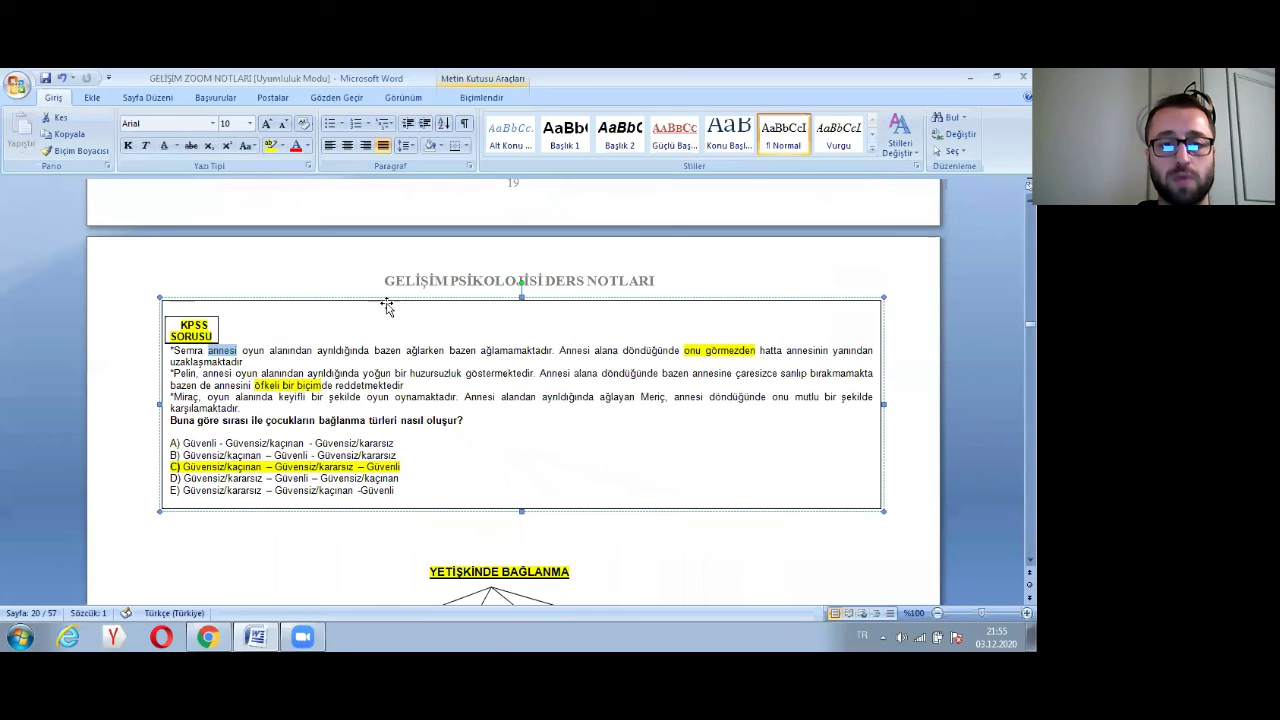 GELİŞİM ZOOM NOTLARI [Uyumluluk Modu] - Microsoft Word
Metin Kutusu Araçları
Giriş Ekle Sayfa Düzeni Başvurular Postalar Gözden Geçir Görünüm Biçimlendir
Kes
Kopyala
Biçim Boyacısı
Yapıştır
Pano
Arial 10
Yazı Tipi
Paragraf
AaBbCc. AaBbC AaBbC AABBCC AaB AaBbCcI AaBbCcL
Alt Konu ... Başlık 1 Başlık 2 Güçlü Baş... Konu Başl... ¶ Normal Vurgu
Stilleri Değiştir
Stiller
Bul
Değiştir
Seç
Düzenleme
19
GELİŞİM PSİKOLOJİSİ DERS NOTLARI
KPSS
SORUSU
*Semra annesi oyun alanından ayrıldığında bazen ağlarken bazen ağlamamaktadır. Annesi alana döndüğünde onu görmezden hatta annesinin yanından
uzaklaşmaktadır
*Pelin, annesi oyun alanından ayrıldığında yoğun bir huzursuzluk göstermektedir. Annesi alana döndüğünde bazen annesine çaresizce sarılıp bırakmamakta
bazen de annesini öfkeli bir biçimde reddetmektedir
*Miraç, oyun alanında keyifli bir şekilde oyun oynamaktadır. Annesi alandan ayrıldığında ağlayan Meriç, annesi döndüğünde onu mutlu bir şekilde
karşılamaktadır.
Buna göre sırası ile çocukların bağlanma türleri nasıl oluşur?
A) Güvenli - Güvensiz/kaçınan - Güvensiz/kararsız
B) Güvensiz/kaçınan – Güvenli - Güvensiz/kararsız
C) Güvensiz/kaçınan – Güvensiz/kararsız – Güvenli
D) Güvensiz/kararsız – Güvenli – Güvensiz/kaçınan
E) Güvensiz/kararsız – Güvensiz/kaçınan -Güvenli
YETİŞKİNDE BAĞLANMA
Sayfa: 20 / 57 Sözcük: 1 Türkçe (Türkiye) %100
TR
21:55
03.12.2020